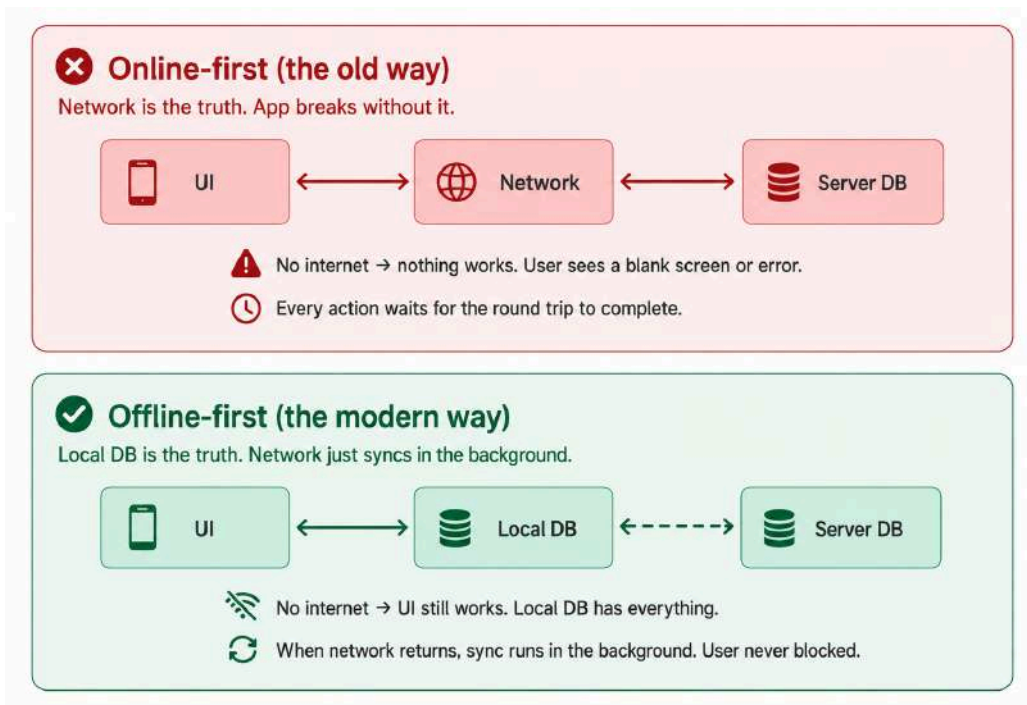 Online-first (the old way)
Network is the truth. App breaks without it.
UI
Network
Server DB
No internet → nothing works. User sees a blank screen or error.
Every action waits for the round trip to complete.
Offline-first (the modern way)
Local DB is the truth. Network just syncs in the background.
UI
Local DB
Server DB
No internet → UI still works. Local DB has everything.
When network returns, sync runs in the background. User never blocked.